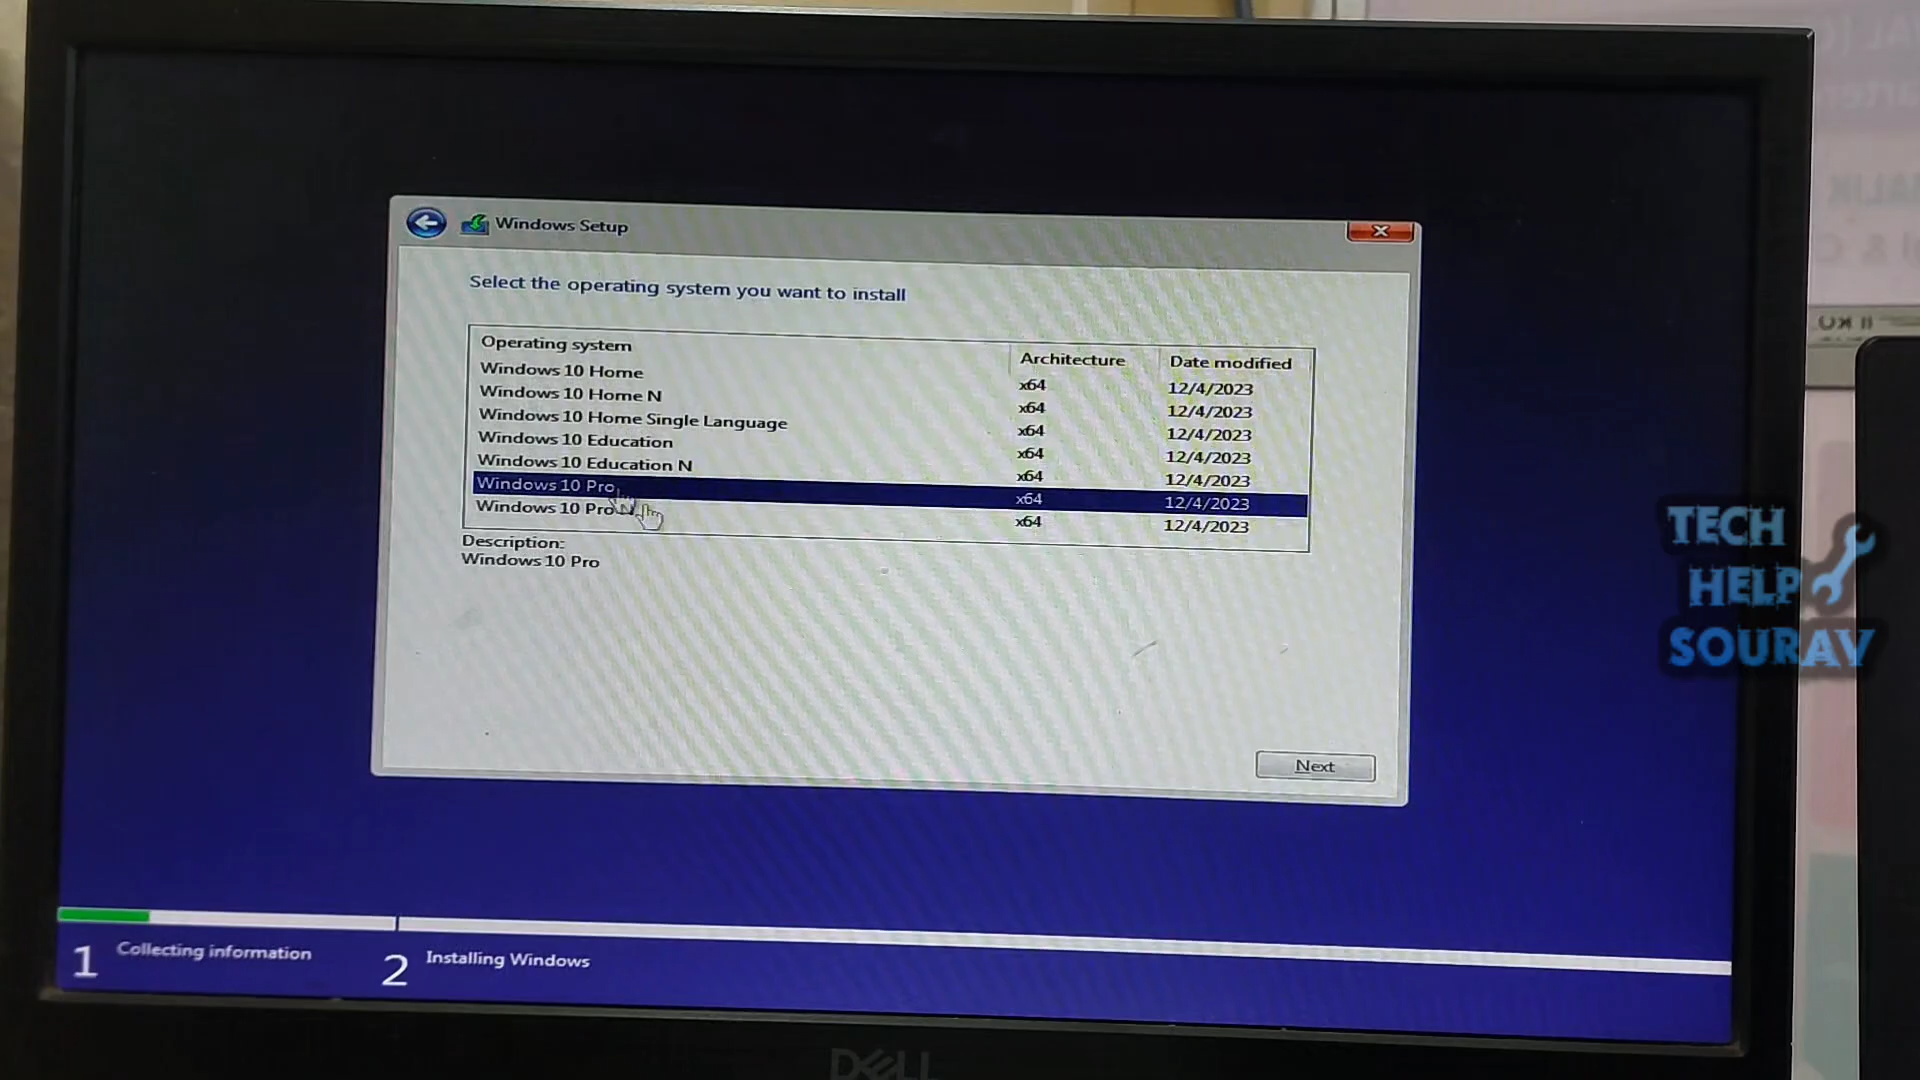 Windows Setup
Select the operating system you want to install
Operating system Architecture Date modified
Windows 10 Home x64 12/4/2023
Windows 10 Home N x64 12/4/2023
Windows 10 Home Single Language x64 12/4/2023
Windows 10 Education x64 12/4/2023
Windows 10 Education N x64 12/4/2023
Windows 10 Pro x64 12/4/2023
Windows 10 Pro N x64 12/4/2023
Description:
Windows 10 Pro
Next
1 Collecting information
2 Installing Windows
DELL
TECH
HELP
SOURAV